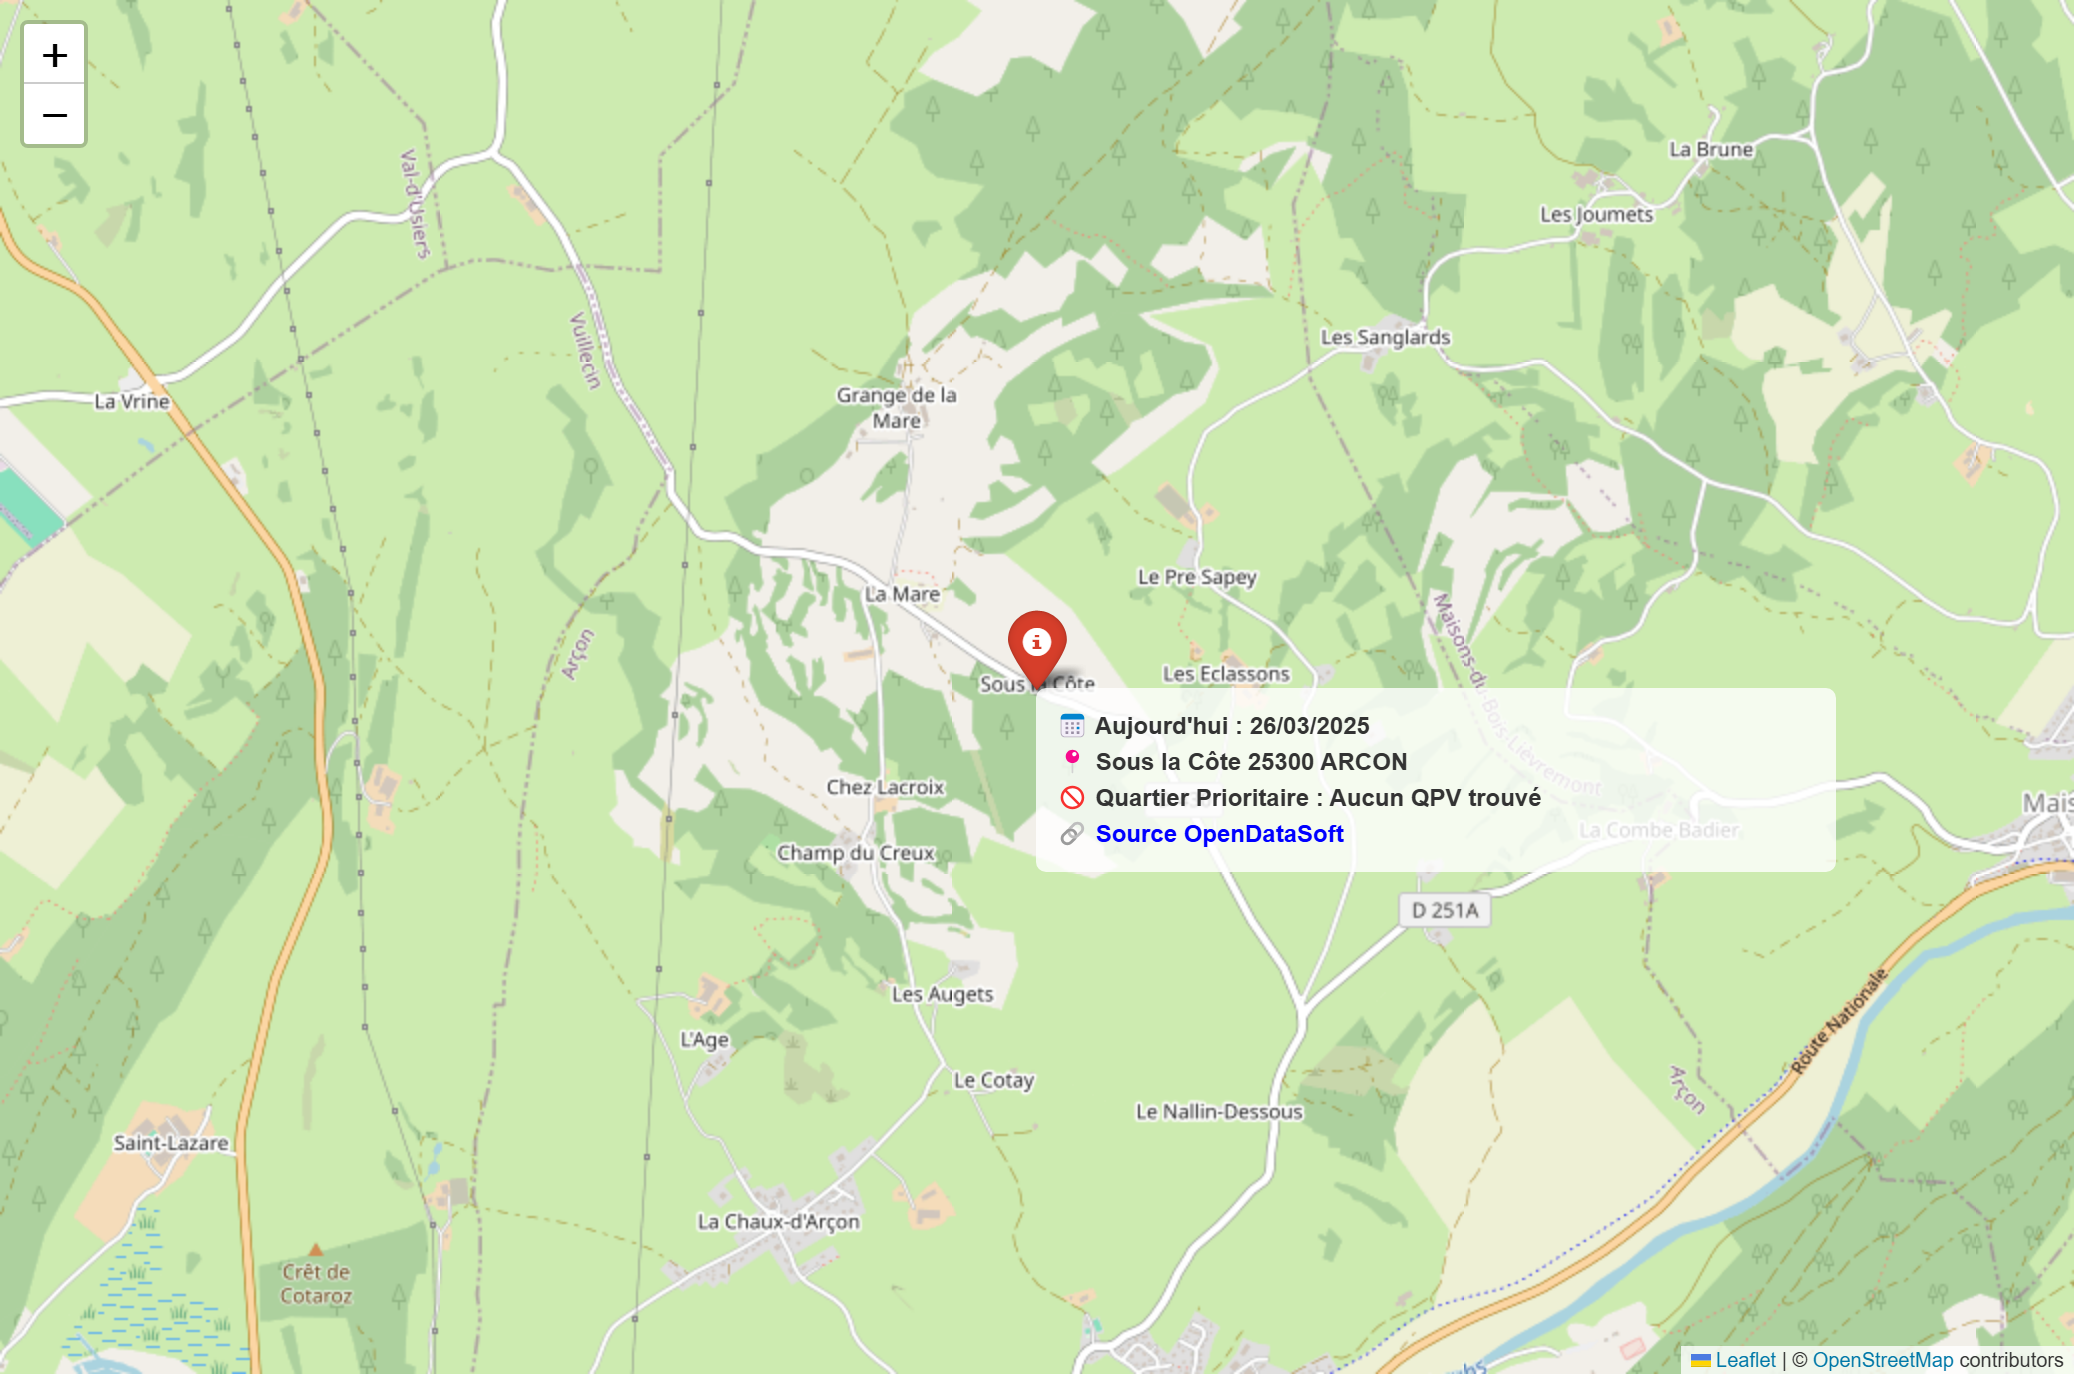 +
−
Val-d'Usiers
La Brune
Les Joumets
Vuillecin
Les Sanglards
La Vrine
Grange de la
Mare
Le Pre Sapey
La Mare
Arçon
Maisons-du-Bois-Lièvremont
Les Eclassons
Sous la Côte
Aujourd'hui : 26/03/2025
Sous la Côte 25300 ARCON
Quartier Prioritaire : Aucun QPV trouvé
Source OpenDataSoft
Chez Lacroix
Mais
La Combe Badier
Champ du Creux
D 251A
Les Augets
Route Nationale
L'Age
Le Cotay
Arçon
Le Nallin-Dessous
Saint-Lazare
La Chaux-d'Arçon
Crêt de
Cotaroz
Leaflet | © OpenStreetMap contributors